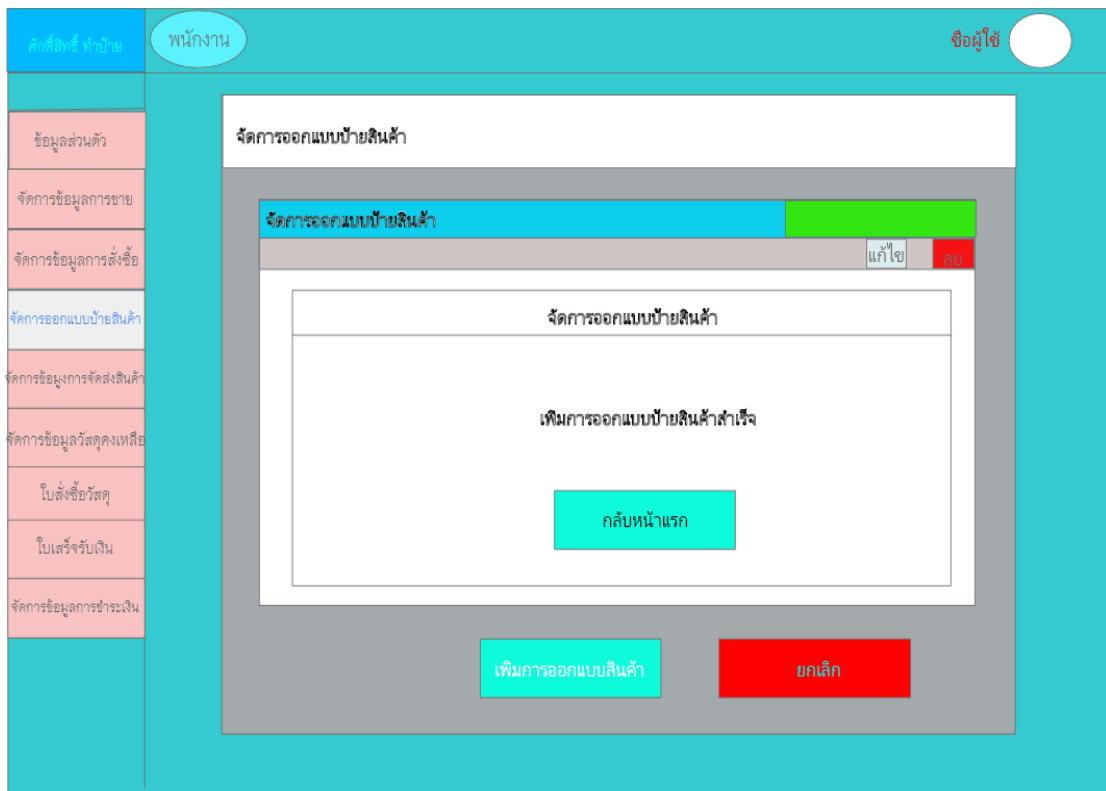 ศักดิ์สิทธิ์ ทำป้าย
พนักงาน
ชือผู้ใช้
ข้อมูลส่วนตัว
จัดการข้อมูลการขาย
จัดการข้อมูลการสั่งซื้อ
จัดการออกแบบป้ายสินค้า
จัดการข้อมุงการจัดส่งสินค้า
จัดการข้อมูลวัสดุคงเหลือ
ใบสั่งซื้อวัสดุ
ใบเสร็จรับเงิน
จัดการข้อมูลการชำระเงิน
จัดการออกแบบป้ายสินค้า
จัดการออกแบบป้ายสินค้า
แก้ไข
ลบ
จัดการออกแบบป้ายสินค้า
เพิมการออกแบบป้ายสินค้าสำเร็จ
กลับหน้าแรก
เพิมการออกแบบสินค้า
ยกเลิก